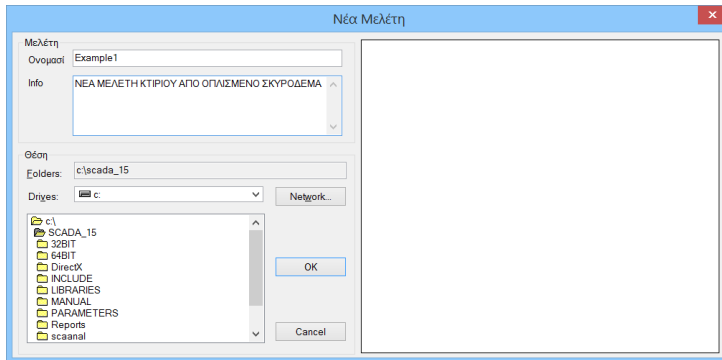 Νέα Μελέτη
x
Μελέτη
Ονομασί Example1
Info ΝΕΑ ΜΕΛΕΤΗ ΚΤΙΡΙΟΥ ΑΠΟ ΟΠΛΙΣΜΕΝΟ ΣΚΥΡΟΔΕΜΑ
Θέση
Folders: c:\scada_15
Drives: c: Network...
c:\
SCADA_15
32BIT
64BIT
DirectX
INCLUDE
LIBRARIES
MANUAL
PARAMETERS
Reports
scaanal
OK
Cancel